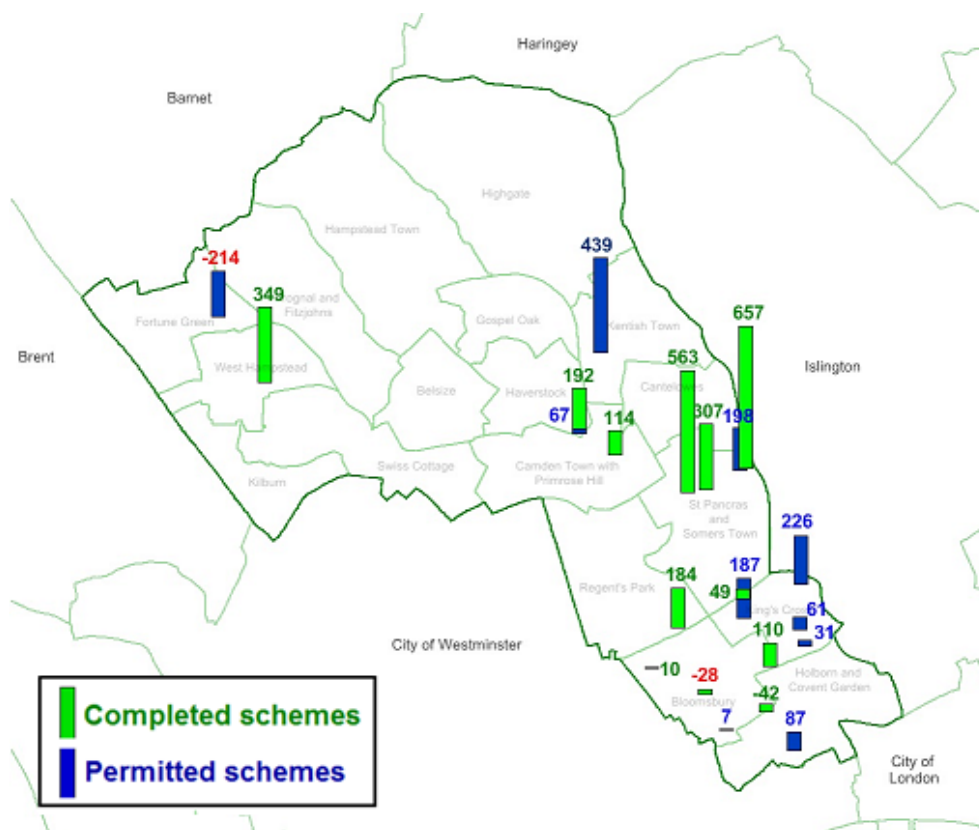 Haringey
Barnet
Highgate
Hampstead Town
439
-214
349
rognal and
Fitzjohns
Fortune Green
Gospel Oak
Kentish Town
657
Brent
West Hampstead
563
Islington
Belsize
Haverstock
192
Cantelowes
67
114
307
198
Swiss Cottage
Camden Town with
Primrose Hill
Kilburn
St Pancras
and
Somers Town
226
187
184
Regent's Park
49
ing's Cross
61
31
110
City of Westminster
10
-28
Holborn and
Covent Garden
Bloomsbury
-42
7
87
City of
London
Completed schemes
Permitted schemes